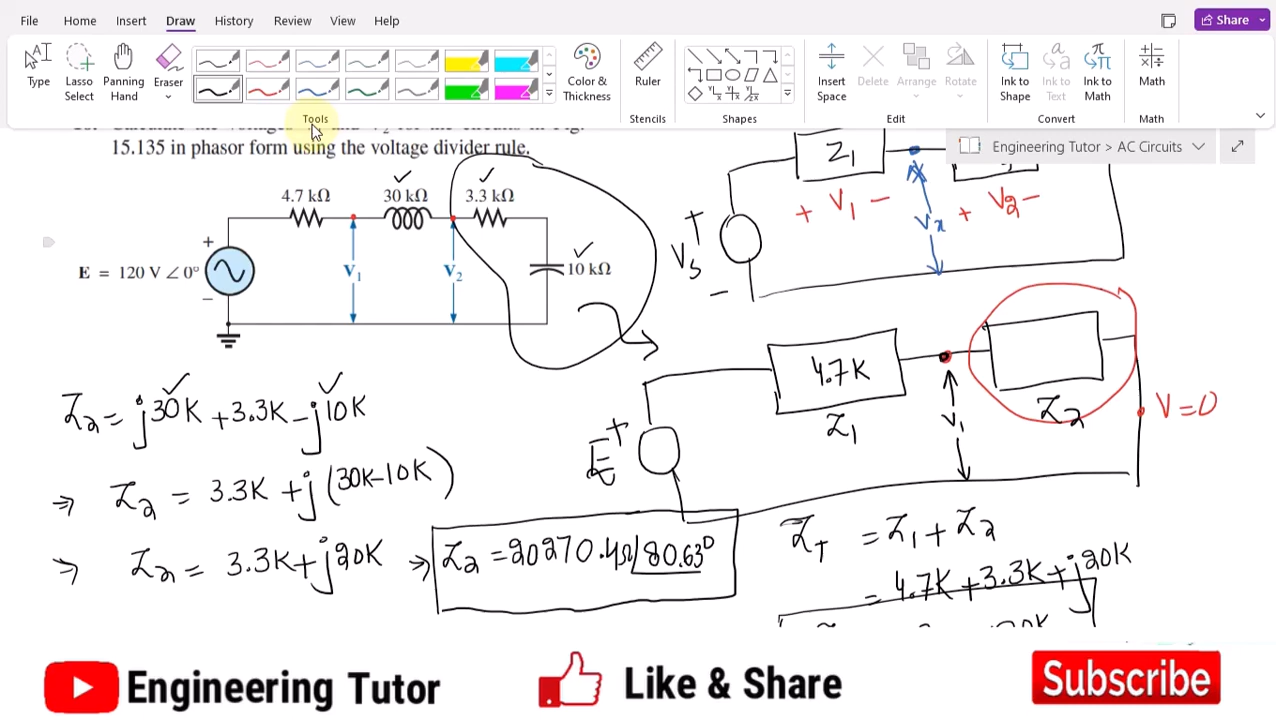 File Home Insert Draw History Review View Help
Share
Type
Lasso Select
Panning Hand
Eraser
Color & Thickness
Ruler
Insert Space
Delete
Arrange
Rotate
Ink to Shape
Ink to Text
Ink to Math
Math
Tools Stencils Shapes Edit Convert Math
15.135 in phasor form using the voltage divider rule.
Engineering Tutor > AC Circuits
4.7 kΩ 30 kΩ 3.3 kΩ
+
E = 120 V ∠ 0°
−
V1
V2
10 kΩ
Z1
+ V1 − + V2 −
Vx
Vs
+
−
4.7K
Z1
Z2
V1
V=0
E
+
Z2 = j30K + 3.3K − j10K
⇒ Z2 = 3.3K + j(30K−10K)
⇒ Z2 = 3.3K + j20K ⇒ Z2 = 20270.4Ω∠80.63°
ZT = Z1 + Z2
= 4.7K + 3.3K + j20K
Engineering Tutor
Like & Share
Subscribe